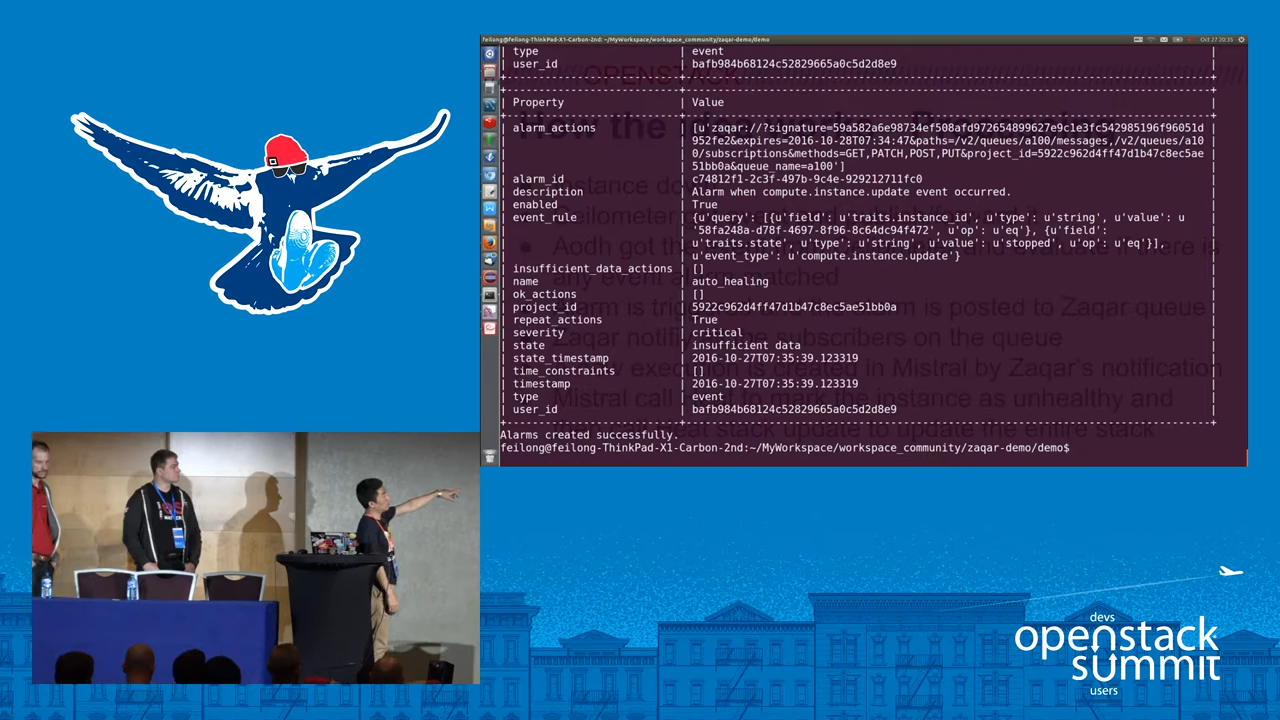 feilong@feilong-ThinkPad-X1-Carbon-2nd: ~/MyWorkspace/workspace_community/zaqar-demo/demo
Oct 27 20:35
| type | event |
| user_id | bafb984b68124c52829665a0c5d2d8e9 |
| Property | Value |
| alarm_actions | [u'zaqar://?signature=59a582a6e98734ef508afd972654899627e9c1e3fc542985196f96051d |
952fe2&expires=2016-10-28T07:34:47&paths=/v2/queues/a100/messages,/v2/queues/a10 |
0/subscriptions&methods=GET,PATCH,POST,PUT&project_id=5922c962d4ff47d1b47c8ec5ae |
51bb0a&queue_name=a100'] |
| alarm_id | c74812f1-2c3f-497b-9c4e-929212711fc0 |
| description | Alarm when compute.instance.update event occurred. |
| enabled | True |
| event_rule | {u'query': [{u'field': u'traits.instance_id', u'type': u'string', u'value': u |
'58fa248a-d78f-4697-8f96-8c64dc94f472', u'op': u'eq'}, {u'field': |
u'traits.state', u'type': u'string', u'value': u'stopped', u'op': u'eq'}], |
u'event_type': u'compute.instance.update'} |
| insufficient_data_actions | [] |
| name | auto_healing |
| ok_actions | [] |
| project_id | 5922c962d4ff47d1b47c8ec5ae51bb0a |
| repeat_actions | True |
| severity | critical |
| state | insufficient data |
| state_timestamp | 2016-10-27T07:35:39.123319 |
| time_constraints | [] |
| timestamp | 2016-10-27T07:35:39.123319 |
| type | event |
| user_id | bafb984b68124c52829665a0c5d2d8e9 |
Alarms created successfully.
feilong@feilong-ThinkPad-X1-Carbon-2nd:~/MyWorkspace/workspace_community/zaqar-demo/demo$
devs
openstack
summit
users